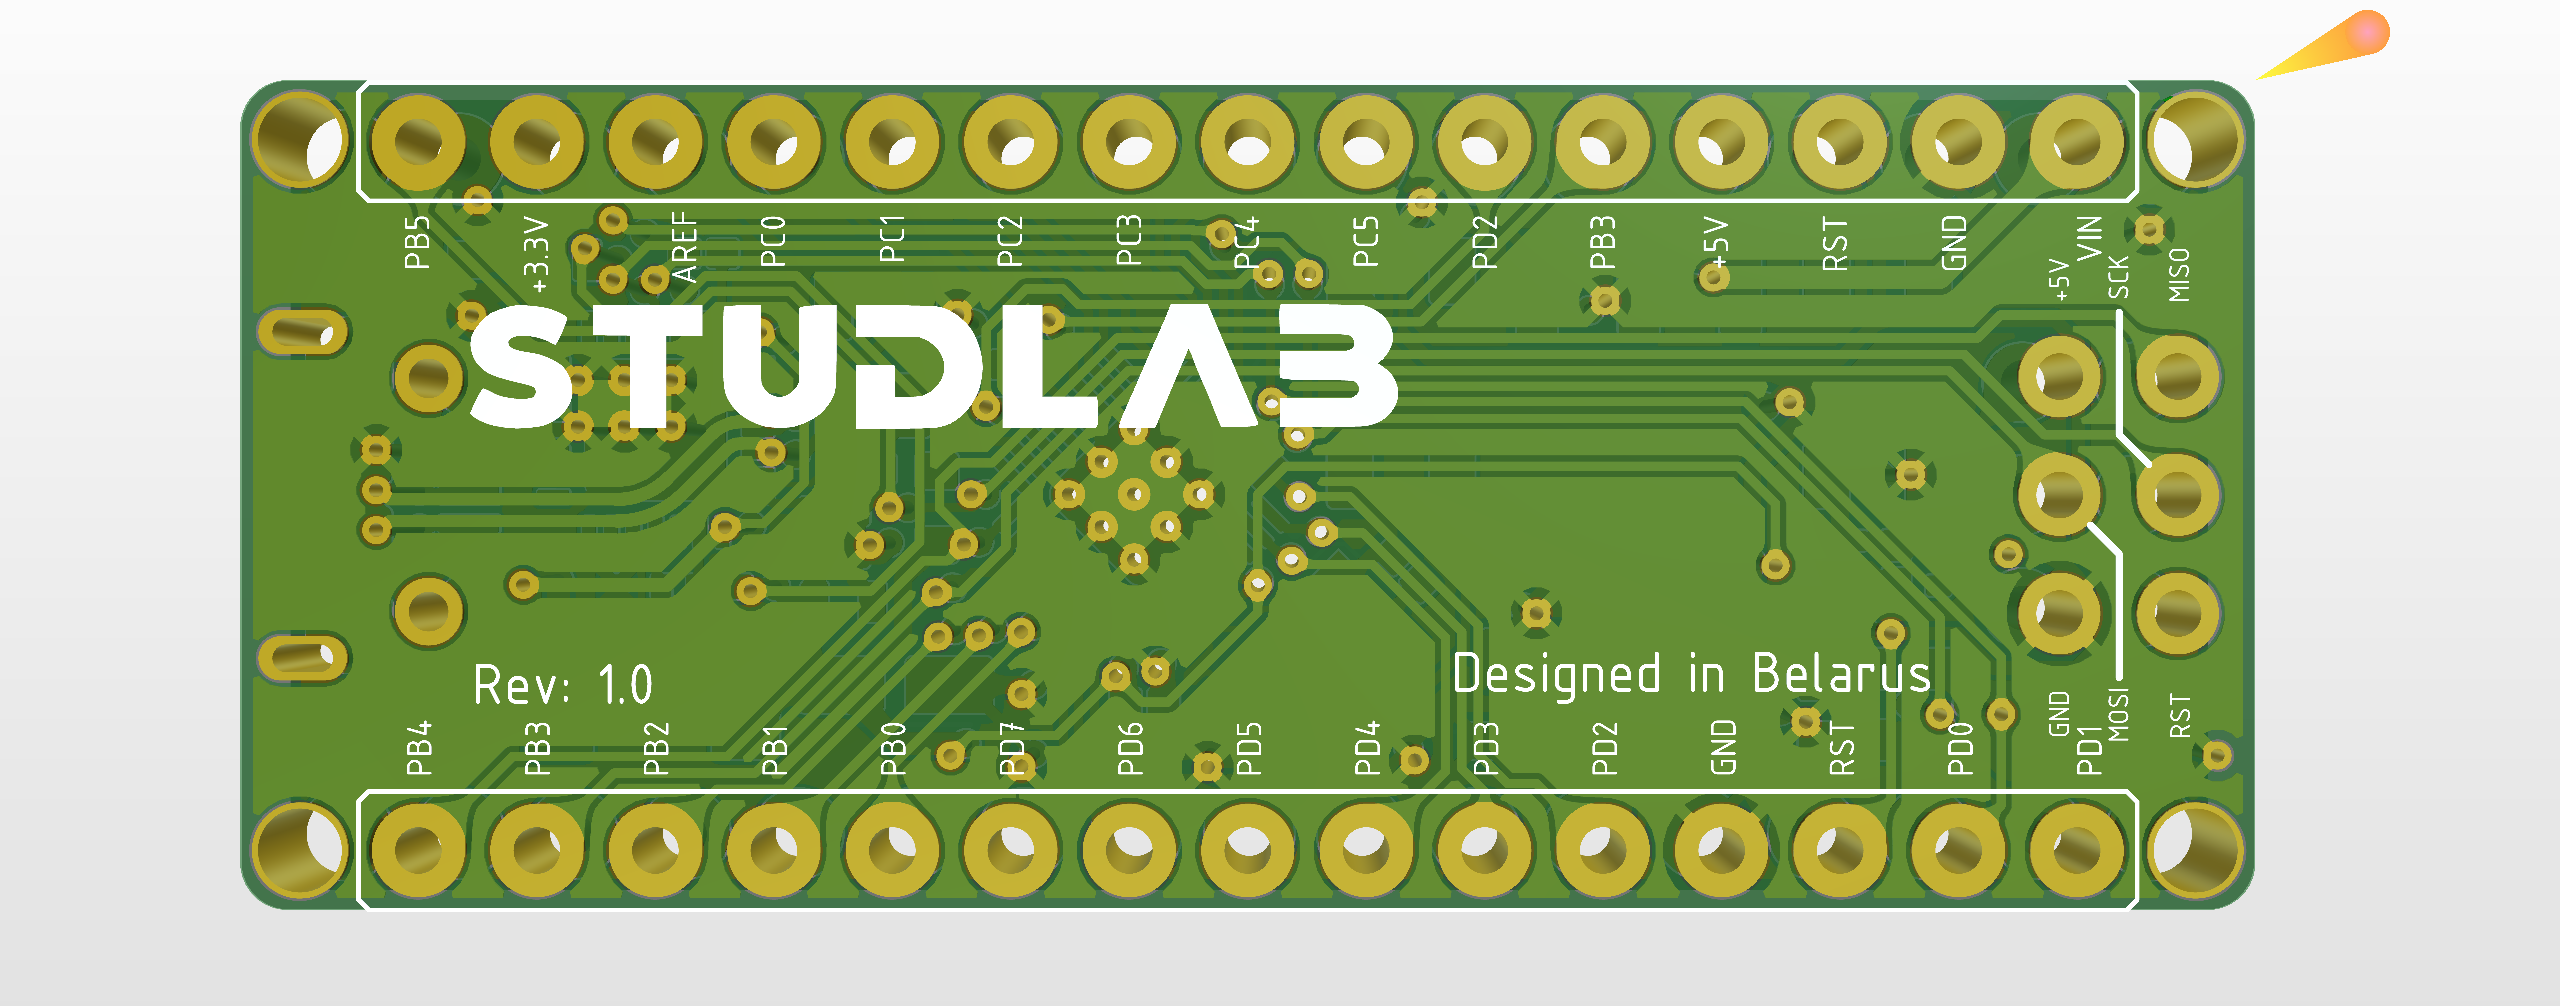 PB5
+3.3V
AREF
PC0
PC1
PC2
PC3
PC4
PC5
PD2
PB3
+5V
RST
GND
VIN
+5V
SCK
MISO
STUDLAB
Rev: 1.0
Designed in Belarus
GND
MOSI
RST
PB4
PB3
PB2
PB1
PB0
PD7
PD6
PD5
PD4
PD3
PD2
GND
RST
PD0
PD1